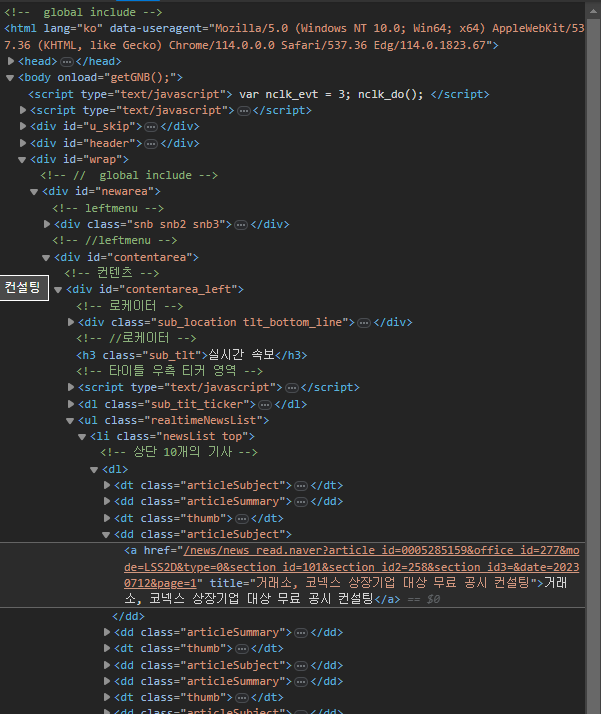 <!--  global include -->
<html lang="ko" data-useragent="Mozilla/5.0 (Windows NT 10.0; Win64; x64) AppleWebKit/53
7.36 (KHTML, like Gecko) Chrome/114.0.0.0 Safari/537.36 Edg/114.0.1823.67">
<head>…</head>
<body onload="getGNB();">
<script type="text/javascript"> var nclk_evt = 3; nclk_do(); </script>
<script type="text/javascript">…</script>
<div id="u_skip">…</div>
<div id="header">…</div>
<div id="wrap">
<!-- //  global include -->
<div id="newarea">
<!-- leftmenu -->
<div class="snb snb2 snb3">…</div>
<!-- //leftmenu -->
<div id="contentarea">
<!-- 컨텐츠 -->
컨설팅
<div id="contentarea_left">
<!-- 로케이터 -->
<div class="sub_location tlt_bottom_line">…</div>
<!-- //로케이터 -->
<h3 class="sub_tlt">실시간 속보</h3>
<!-- 타이틀 우측 티커 영역 -->
<script type="text/javascript">…</script>
<dl class="sub_tit_ticker">…</dl>
<ul class="realtimeNewsList">
<li class="newsList top">
<!-- 상단 10개의 기사 -->
<dl>
<dt class="articleSubject">…</dt>
<dd class="articleSummary">…</dd>
<dt class="thumb">…</dt>
<dd class="articleSubject">
<a href="/news/news_read.naver?article_id=0005285159&office_id=277&mo
de=LSS2D&type=0&section_id=101&section_id2=258&section_id3=&date=2023
0712&page=1" title="거래소, 코넥스 상장기업 대상 무료 공시 컨설팅">거래
소, 코넥스 상장기업 대상 무료 공시 컨설팅</a> == $0
</dd>
<dd class="articleSummary">…</dd>
<dt class="thumb">…</dt>
<dd class="articleSubject">…</dd>
<dd class="articleSummary">…</dd>
<dt class="thumb">…</dt>
<dd class="articleSubject">…</dd>